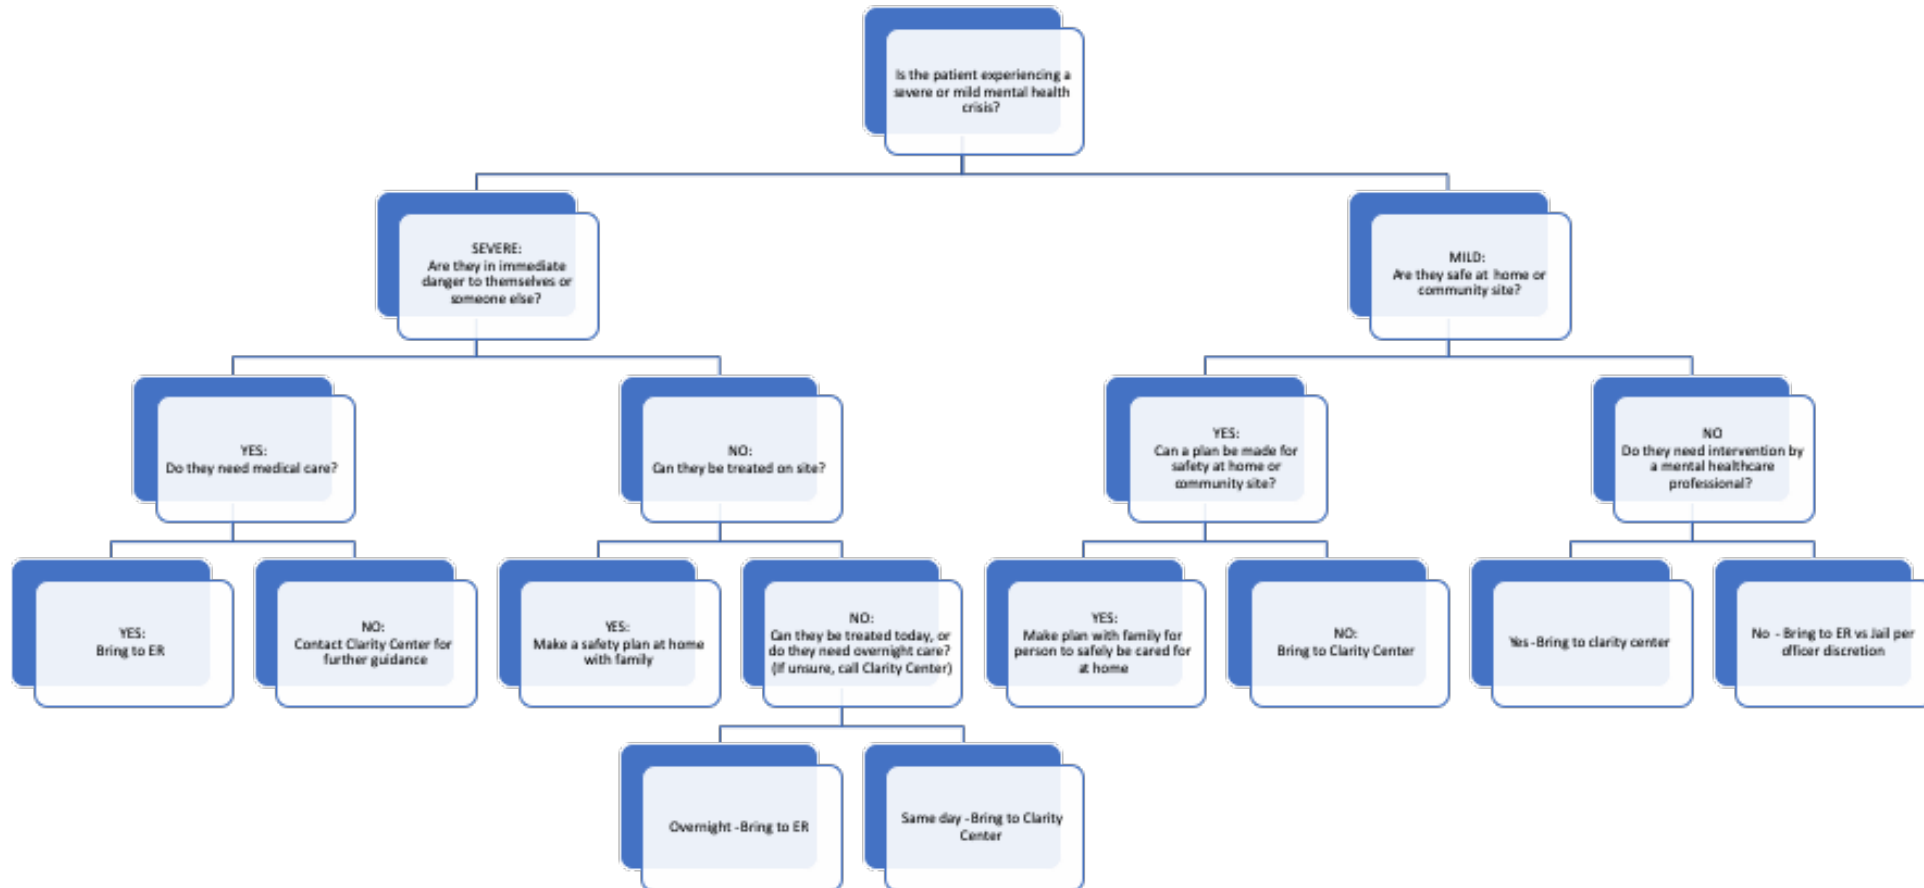 Is the patient experiencing a
severe or mild mental health
crisis?
SEVERE:
Are they in immediate
danger to themselves or
someone else?
MILD:
Are they safe at home or
community site?
YES:
Do they need medical care?
NO:
Can they be treated on site?
YES:
Can a plan be made for
safety at home or
community site?
NO
Do they need intervention by
a mental healthcare
professional?
YES:
Bring to ER
NO:
Contact Clarity Center for
further guidance
YES:
Make a safety plan at home
with family
NO:
Can they be treated today, or
do they need overnight care?
(If unsure, call Clarity Center)
YES:
Make plan with family for
person to safely be cared for
at home
NO:
Bring to Clarity Center
Yes -Bring to clarity center
No  - Bring to ER vs Jail per
officer discretion
Overnight -Bring to ER
Same day -Bring to Clarity
Center